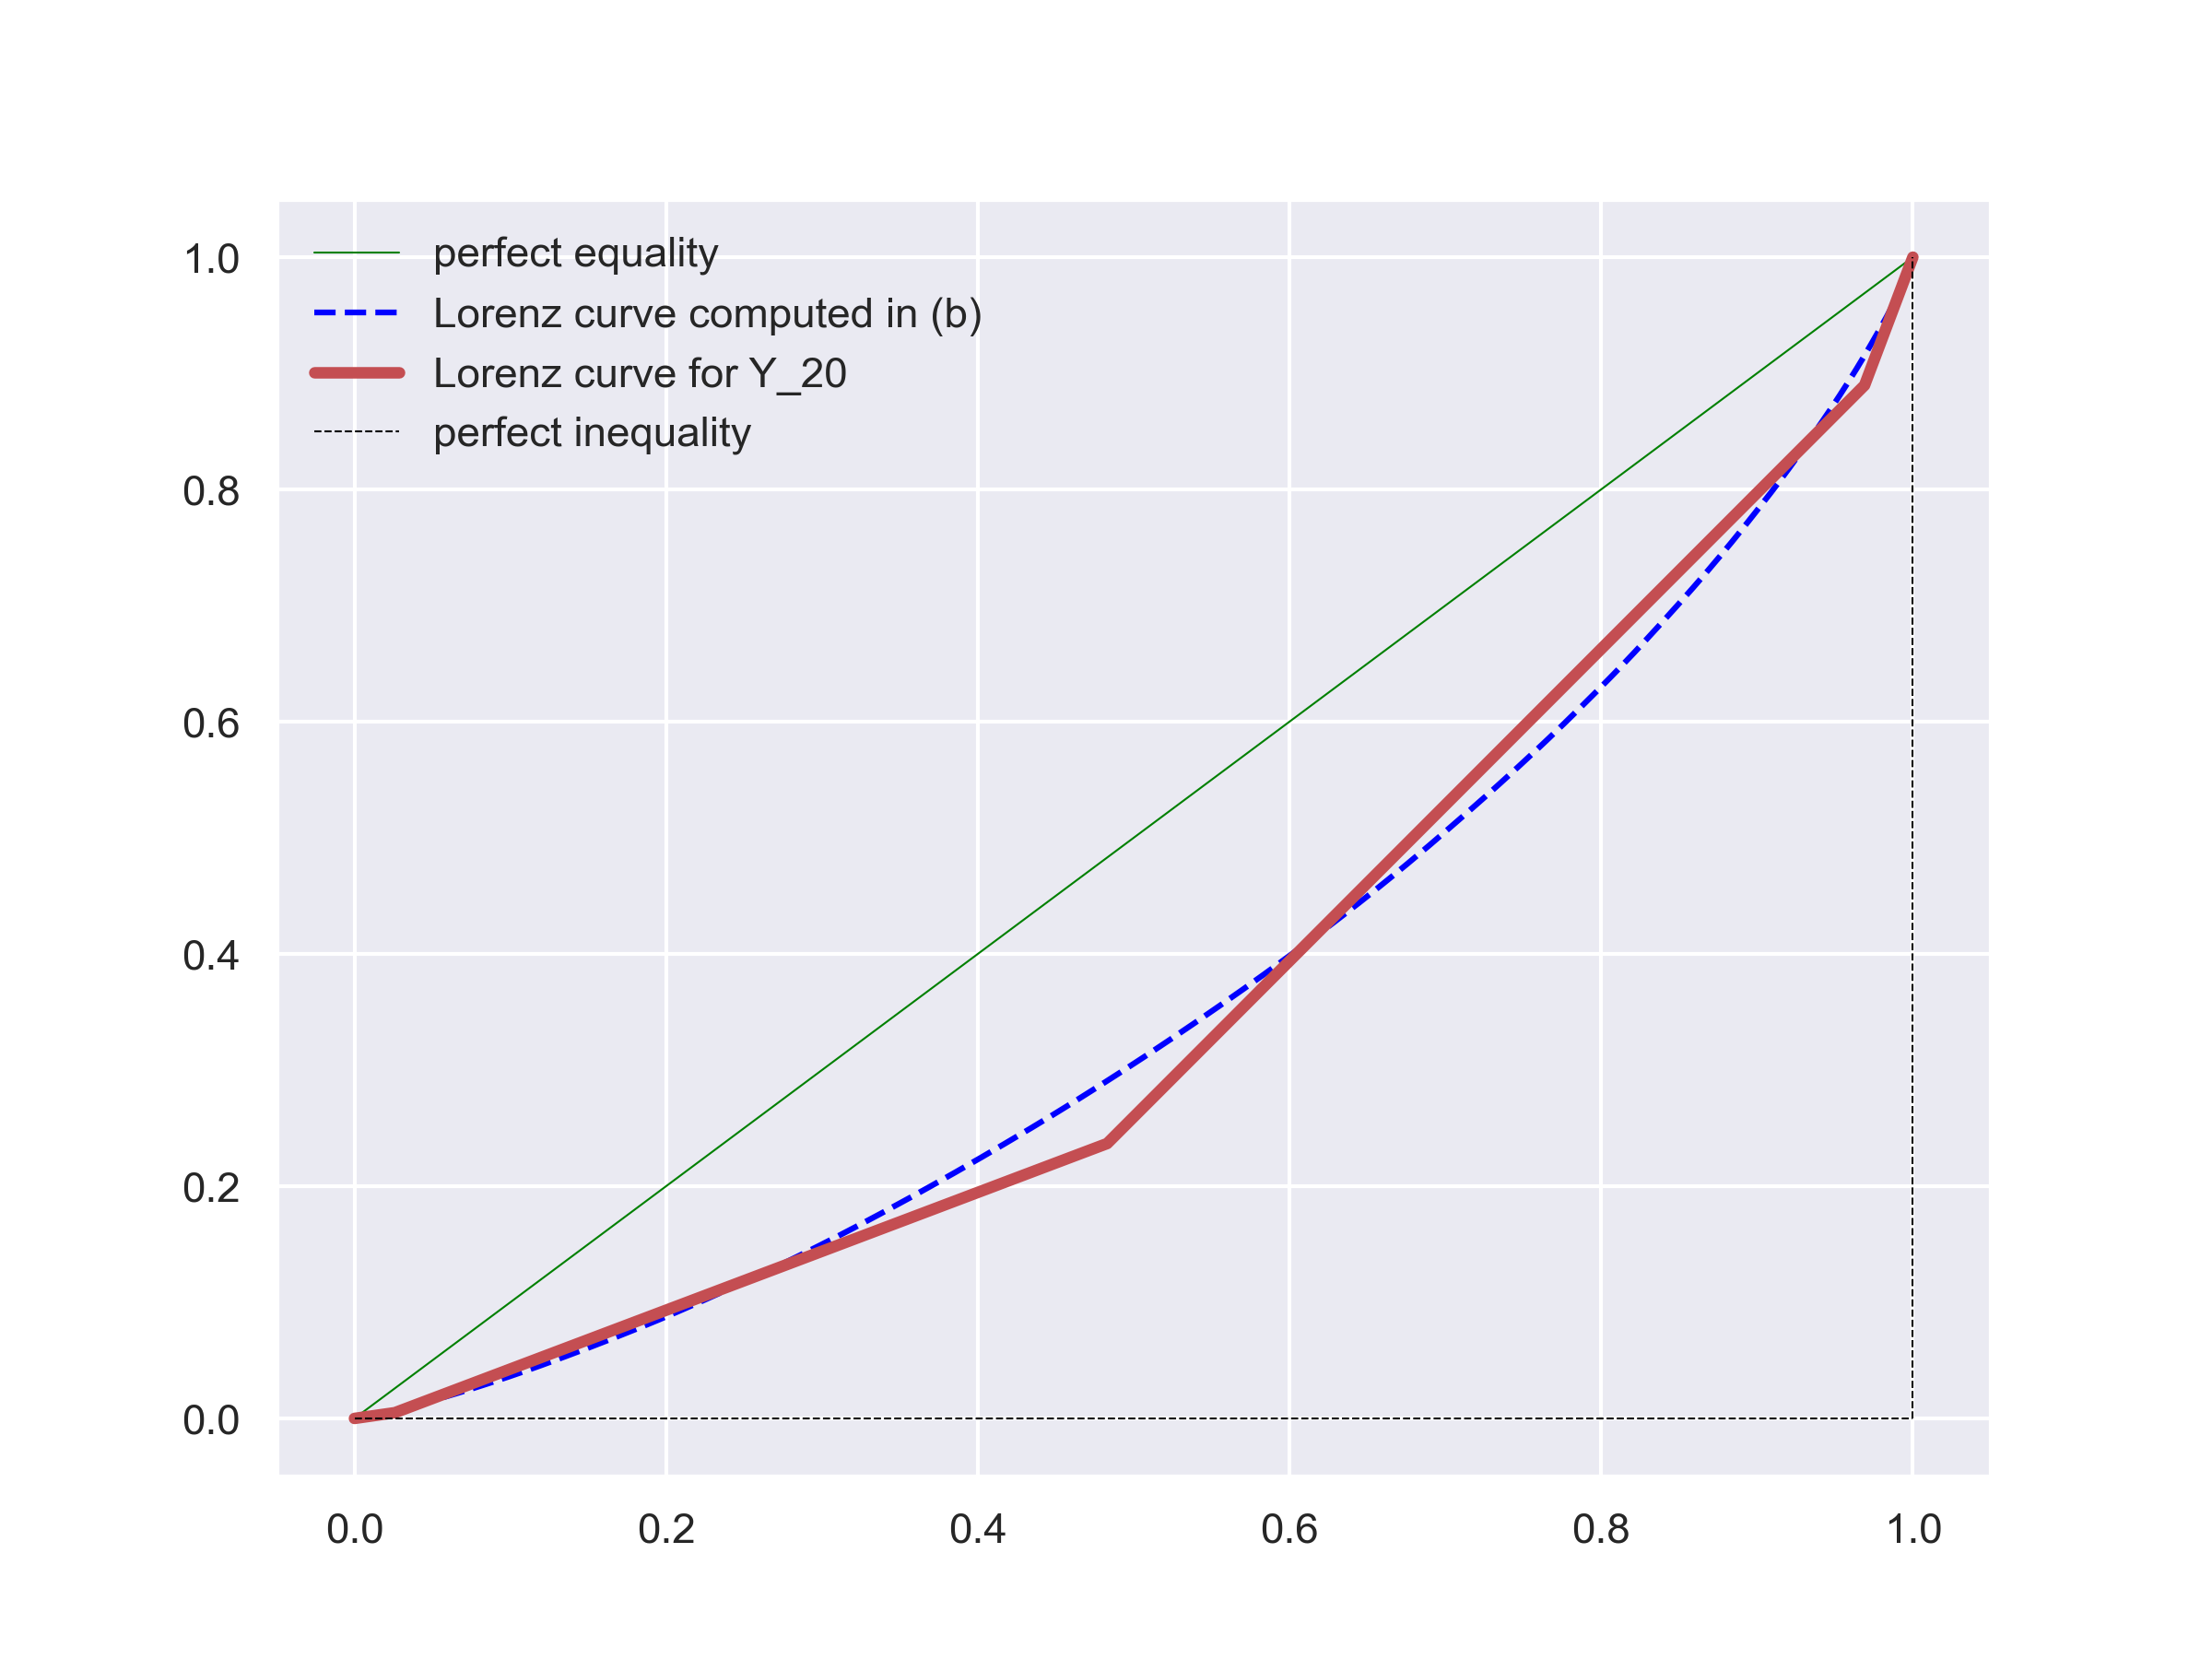 perfect equality
Lorenz curve computed in (b)
Lorenz curve for Y_20
perfect inequality
1.0
0.8
0.6
0.4
0.2
0.0
0.0 0.2 0.4 0.6 0.8 1.0